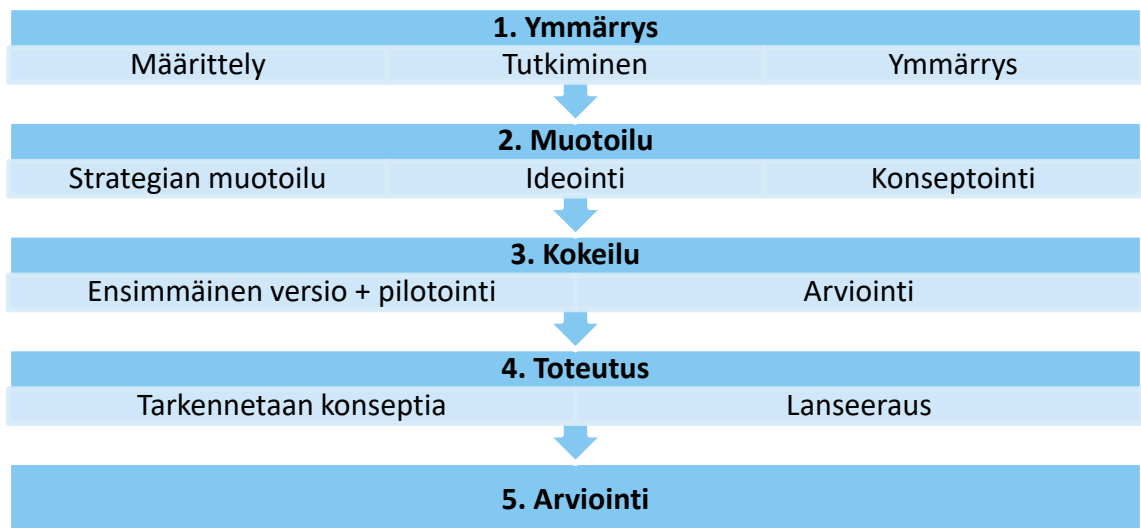 1. Ymmärrys
Määrittely Tutkiminen Ymmärrys
2. Muotoilu
Strategian muotoilu Ideointi Konseptointi
3. Kokeilu
Ensimmäinen versio + pilotointi Arviointi
4. Toteutus
Tarkennetaan konseptia Lanseeraus
5. Arviointi